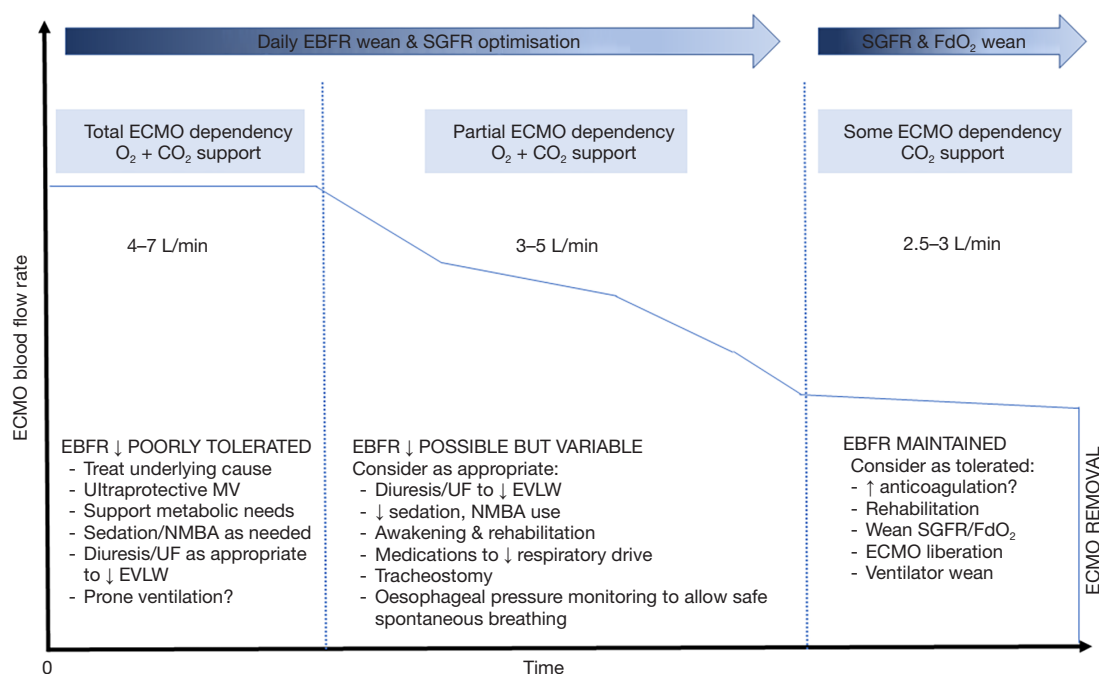 Daily EBFR wean & SGFR optimisation
SGFR & FdO₂ wean
Total ECMO dependency
O₂ + CO₂ support
Partial ECMO dependency
O₂ + CO₂ support
Some ECMO dependency
CO₂ support
4–7 L/min
3–5 L/min
2.5–3 L/min
ECMO blood flow rate
EBFR ↓ POORLY TOLERATED
- Treat underlying cause
- Ultraprotective MV
- Support metabolic needs
- Sedation/NMBA as needed
- Diuresis/UF as appropriate
to ↓ EVLW
- Prone ventilation?
EBFR ↓ POSSIBLE BUT VARIABLE
Consider as appropriate:
- Diuresis/UF to ↓ EVLW
- ↓ sedation, NMBA use
- Awakening & rehabilitation
- Medications to ↓ respiratory drive
- Tracheostomy
- Oesophageal pressure monitoring to allow safe
spontaneous breathing
EBFR MAINTAINED
Consider as tolerated:
- ↑ anticoagulation?
- Rehabilitation
- Wean SGFR/FdO₂
- ECMO liberation
- Ventilator wean
ECMO REMOVAL
0
Time